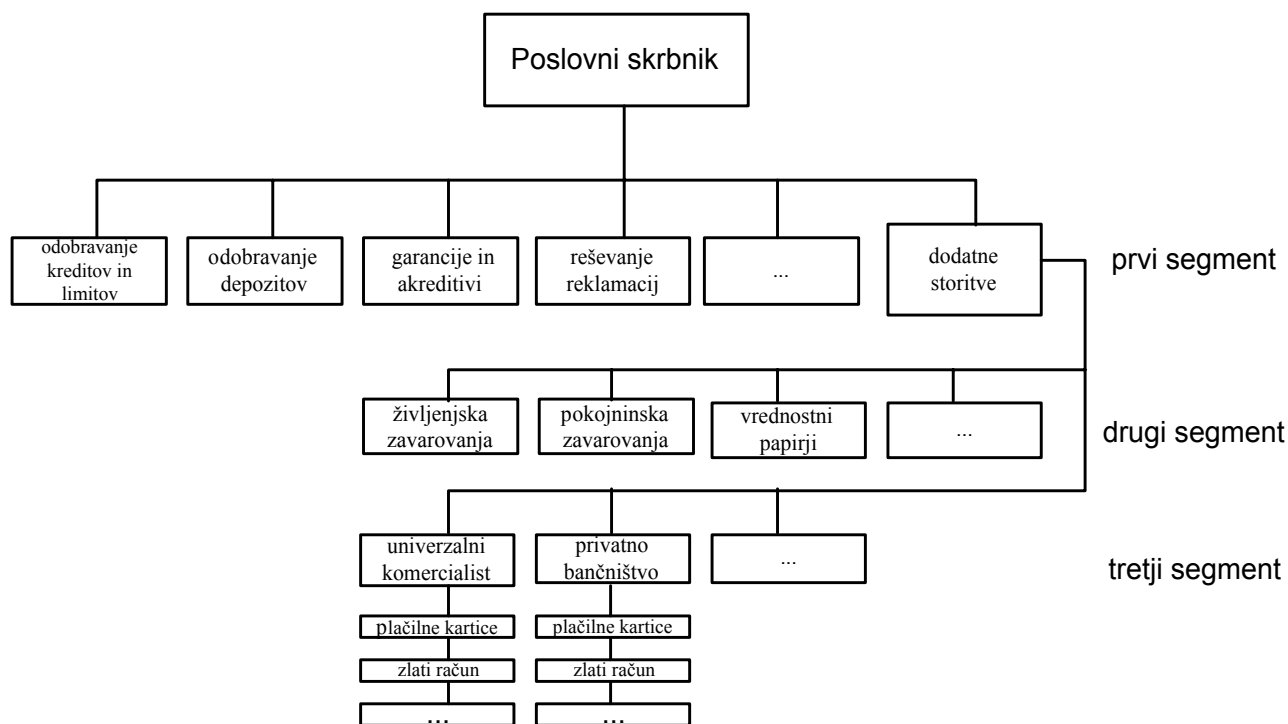 Poslovni skrbnik
odobravanje
kreditov in
limitov
odobravanje
depozitov
garancije in
akreditivi
reševanje
reklamacij
...
dodatne
storitve
prvi segment
življenjska
zavarovanja
pokojninska
zavarovanja
vrednostni
papirji
...
drugi segment
univerzalni
komercialist
privatno
bančništvo
...
tretji segment
plačilne kartice
plačilne kartice
zlati račun
zlati račun
...
...